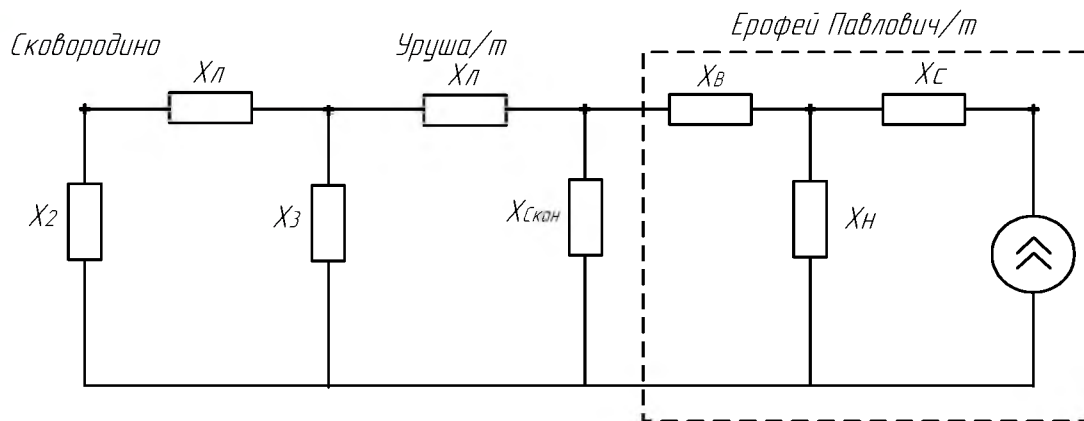 Сковородино
Уруша/т
Ерофей Павлович/т
Xл
Xл
Xв
Xс
X2
X3
XСкон
Xн